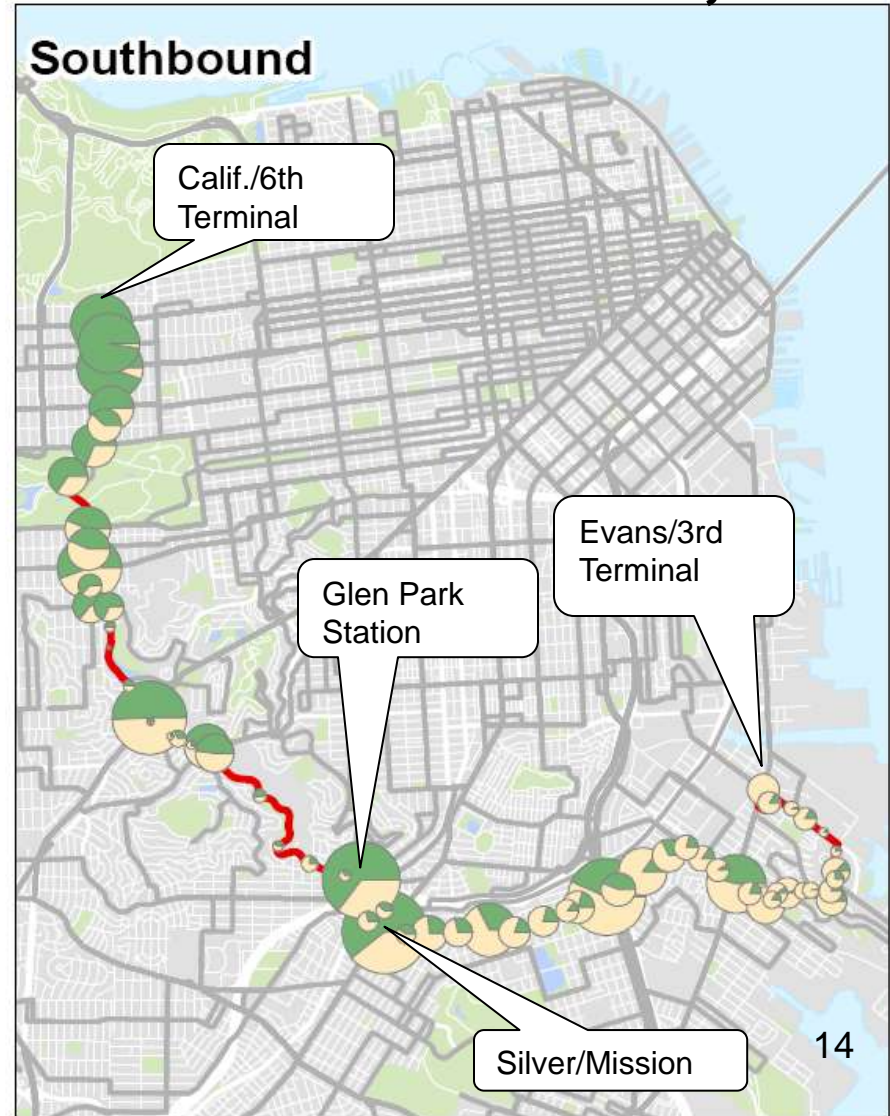 Southbound
Calif./6th
Terminal
Evans/3rd
Terminal
Glen Park
Station
Silver/Mission
14